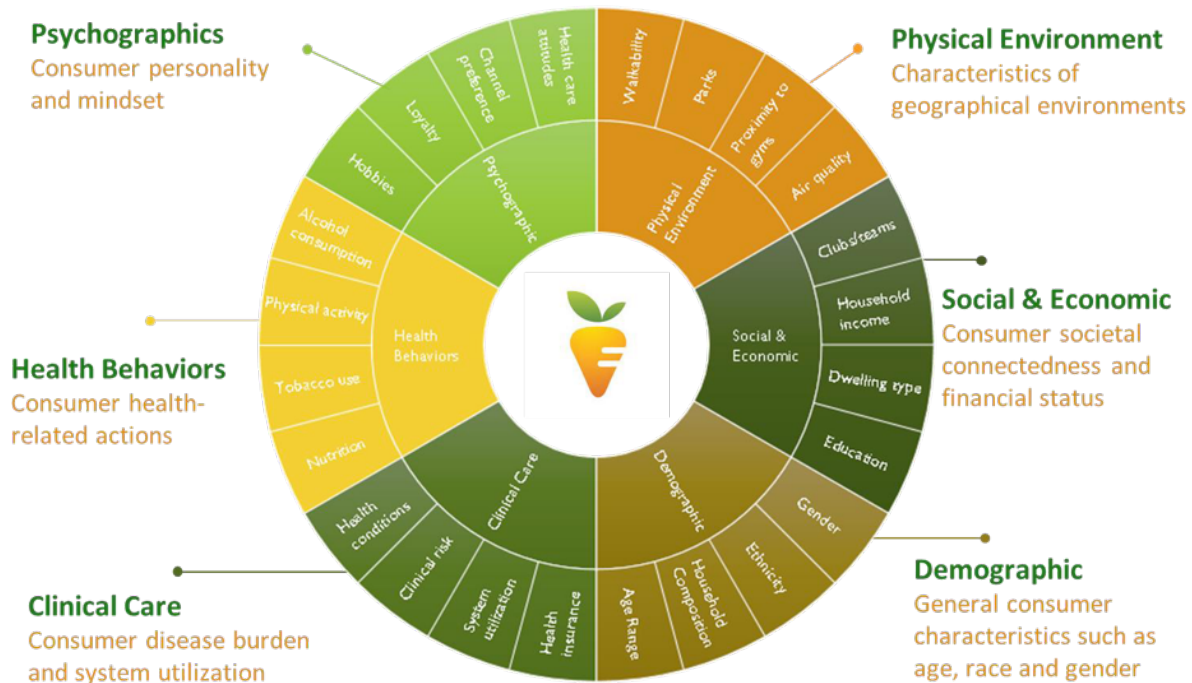 Psychographics
Consumer personality
and mindset
Physical Environment
Characteristics of
geographical environments
Social & Economic
Consumer societal
connectedness and
financial status
Demographic
General consumer
characteristics such as
age, race and gender
Clinical Care
Consumer disease burden
and system utilization
Health Behaviors
Consumer health-
related actions
Psychographic
Hobbies
Loyalty
Channel
preference
Health care
attitudes
Physical
Environment
Walkability
Parks
Proximity to
gyms
Air quality
Social &
Economic
Clubs/teams
Household
income
Dwelling type
Education
Demographic
Gender
Ethnicity
Household
Composition
Age Range
Clinical Care
Health
insurance
System
utilization
Clinical risk
Health
conditions
Health
Behaviors
Nutrition
Tobacco use
Physical activity
Alcohol
consumption